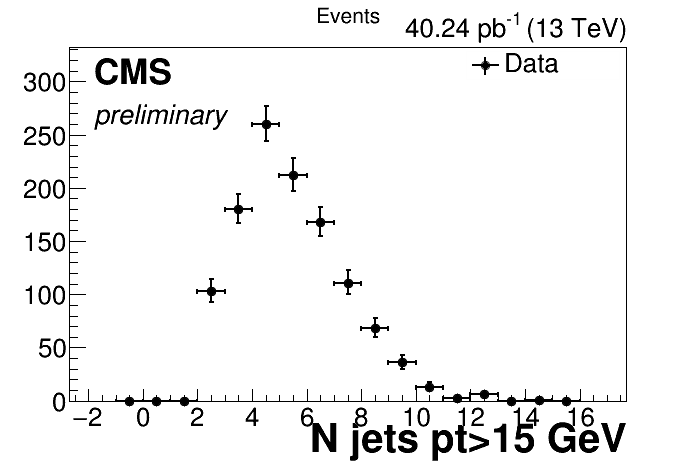 Events
40.24 pb-1 (13 TeV)
CMS
preliminary
Data
300
250
200
150
100
50
0
−2 0 2 4 6 8 10 12 14 16
N jets pt>15 GeV